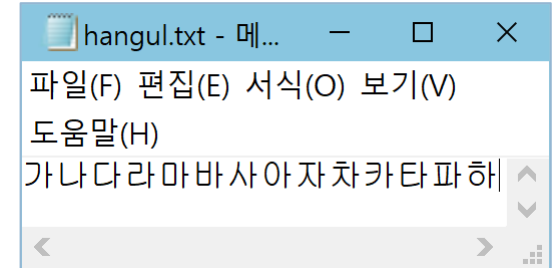 hangul.txt - 메...
파일(F) 편집(E) 서식(O) 보기(V)
도움말(H)
가나다라마바사아자차카타파하